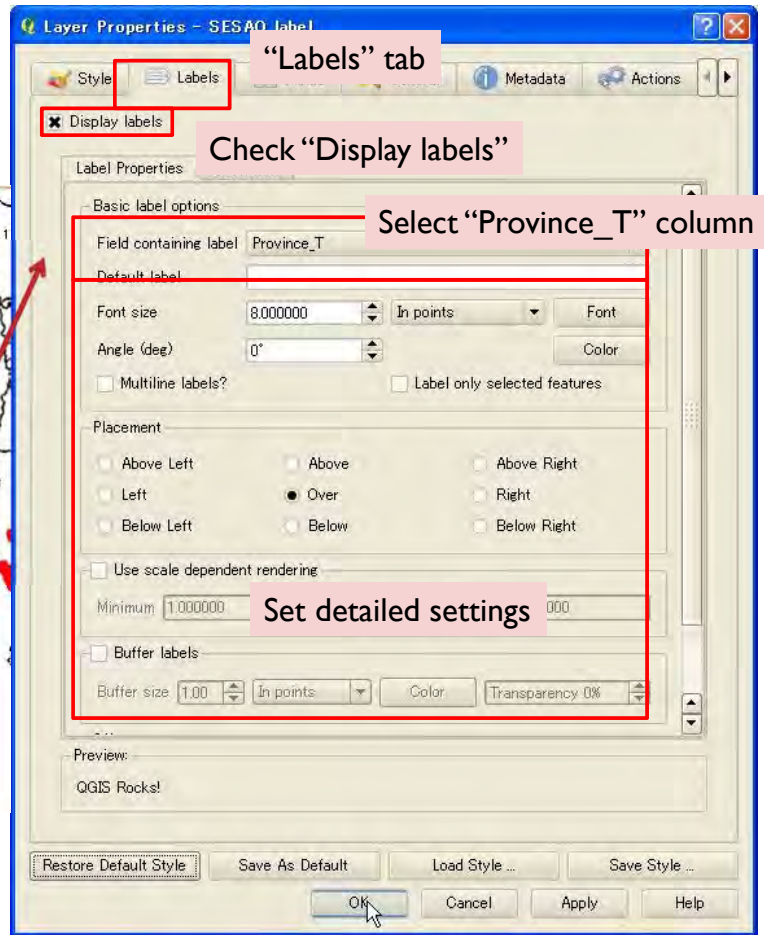 Layer Properties - SESAO label
"Labels" tab
Style Labels Metadata Actions
Display labels
Check "Display labels"
Label Properties
Basic label options
Select "Province_T" column
Field containing label Province_T
Default label
Font size 8.000000 In points Font
Angle (deg) 0° Color
Multiline labels? Label only selected features
Placement
Above Left Above Above Right
Left Over Right
Below Left Below Below Right
Use scale dependent rendering
Minimum 1.000000
Set detailed settings
Buffer labels
Buffer size 1.00 In points Color Transparency 0%
Preview:
QGIS Rocks!
Restore Default Style Save As Default Load Style ... Save Style ...
OK Cancel Apply Help